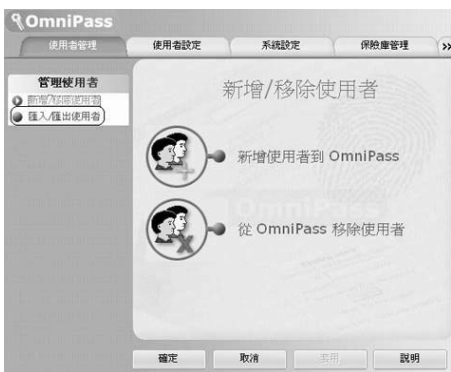 OmniPass
使用者管理
使用者設定
系統設定
保險庫管理
管理使用者
新增/移除使用者
匯入/匯出使用者
新增/移除使用者
新增使用者到 OmniPass
OmniPass
從 OmniPass 移除使用者
確定
取消
套用
說明